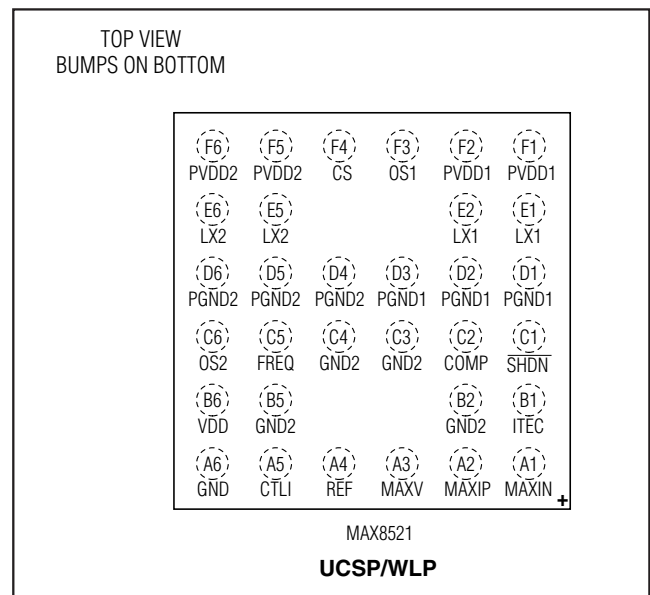 TOP VIEW
BUMPS ON BOTTOM
F6 F5 F4 F3 F2 F1
PVDD2 PVDD2 CS OS1 PVDD1 PVDD1
E6 E5 E2 E1
LX2 LX2 LX1 LX1
D6 D5 D4 D3 D2 D1
PGND2 PGND2 PGND2 PGND1 PGND1 PGND1
C6 C5 C4 C3 C2 C1
OS2 FREQ GND2 GND2 COMP SHDN
B6 B5 B2 B1
VDD GND2 GND2 ITEC
A6 A5 A4 A3 A2 A1
GND CTLI REF MAXV MAXIP MAXIN
+
MAX8521
UCSP/WLP